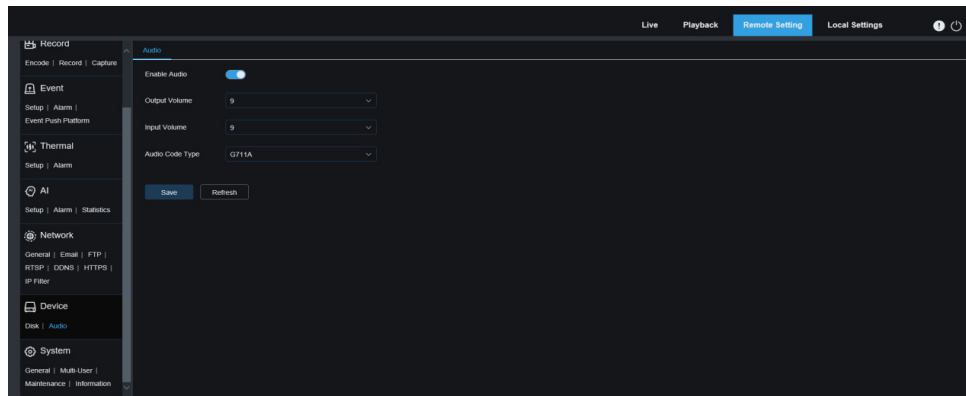 Live Playback Remote Setting Local Settings
Record
Encode | Record | Capture
Event
Setup | Alarm |
Event Push Platform
Thermal
Setup | Alarm
AI
Setup | Alarm | Statistics
Network
General | Email | FTP |
RTSP | DDNS | HTTPS |
IP Filter
Device
Disk | Audio
System
General | Multi-User |
Maintenance | Information
Audio
Enable Audio
Output Volume 9
Input Volume 9
Audio Code Type G711A
Save Refresh